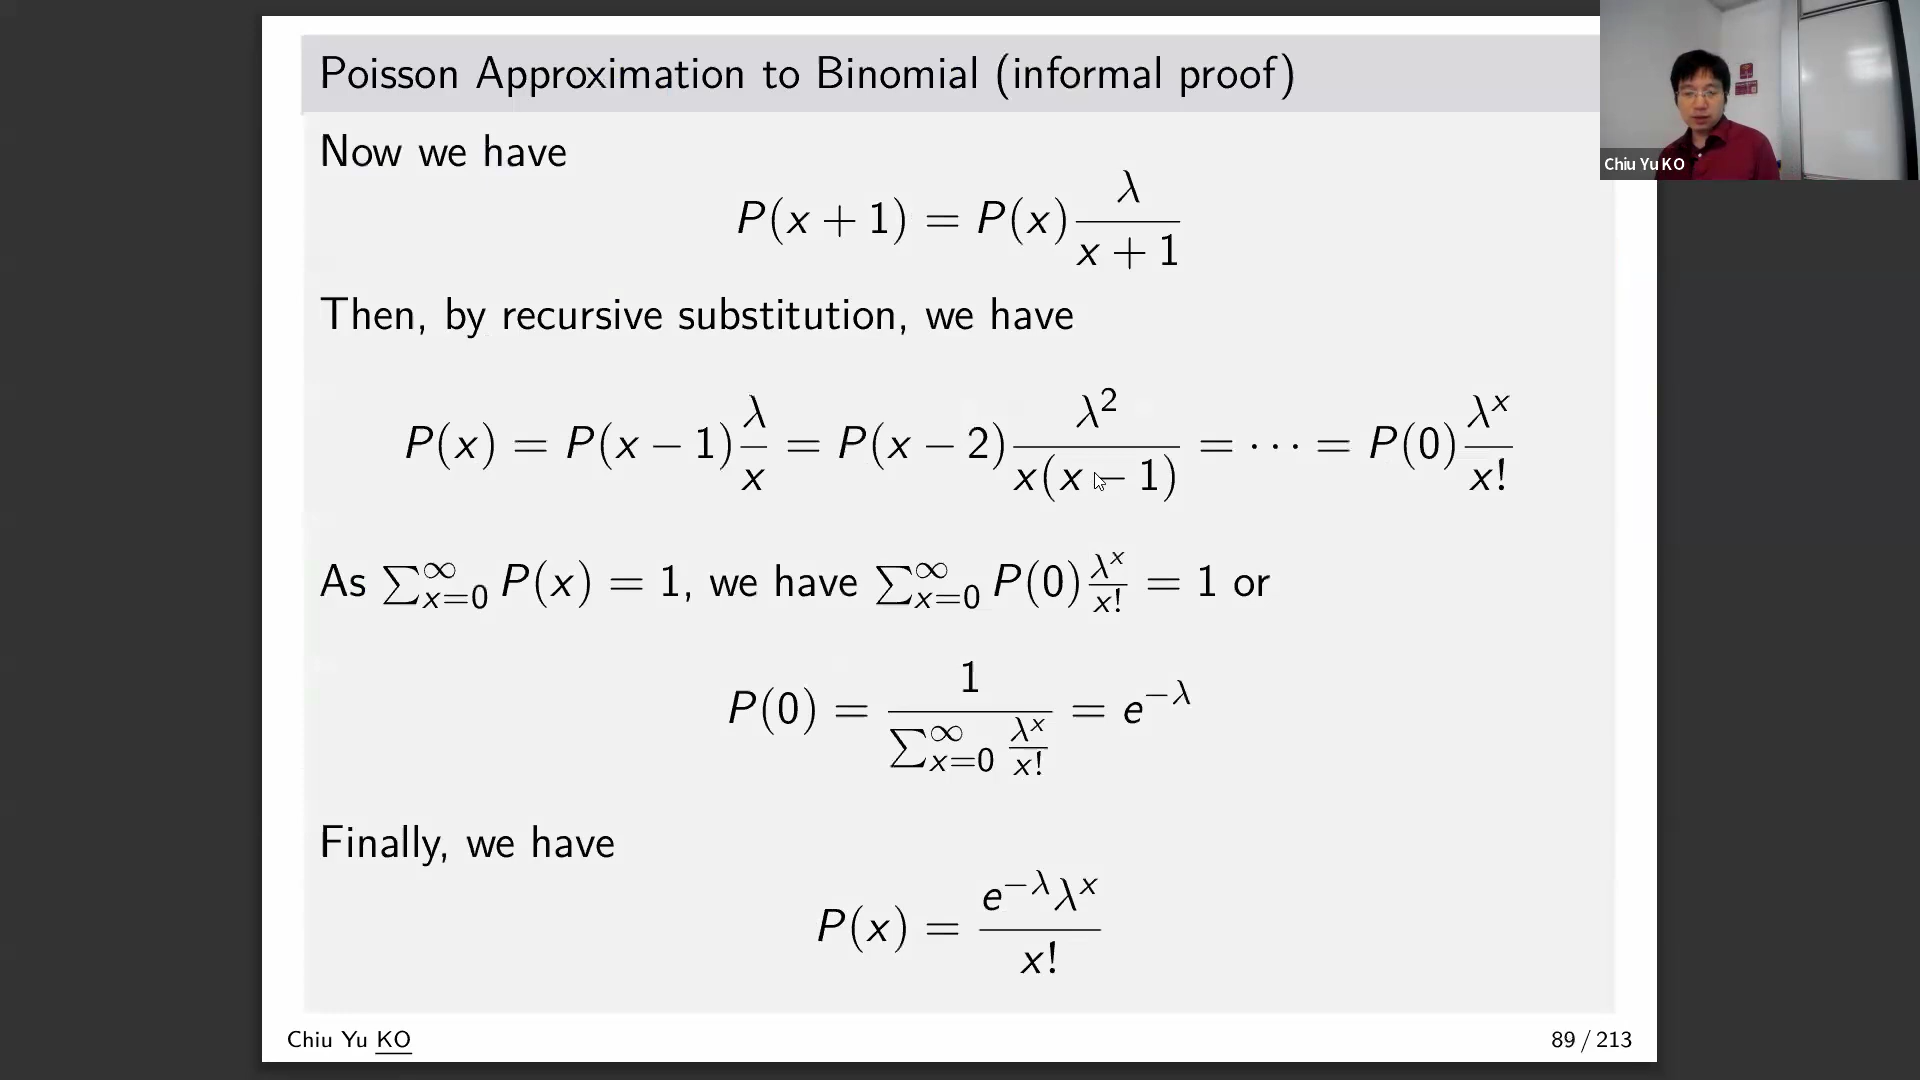 Poisson Approximation to Binomial (informal proof)
Chiu Yu KO
Now we have
P(x + 1) = P(x) λ/(x + 1)
Then, by recursive substitution, we have
P(x) = P(x − 1) λ/x = P(x − 2) λ²/(x(x − 1)) = ⋯ = P(0) λˣ/x!
As ∑_{x=0}^{∞} P(x) = 1, we have ∑_{x=0}^{∞} P(0) λˣ/x! = 1 or
P(0) = 1/(∑_{x=0}^{∞} λˣ/x!) = e^{−λ}
Finally, we have
P(x) = e^{−λ}λˣ/x!
Chiu Yu KO 89 / 213